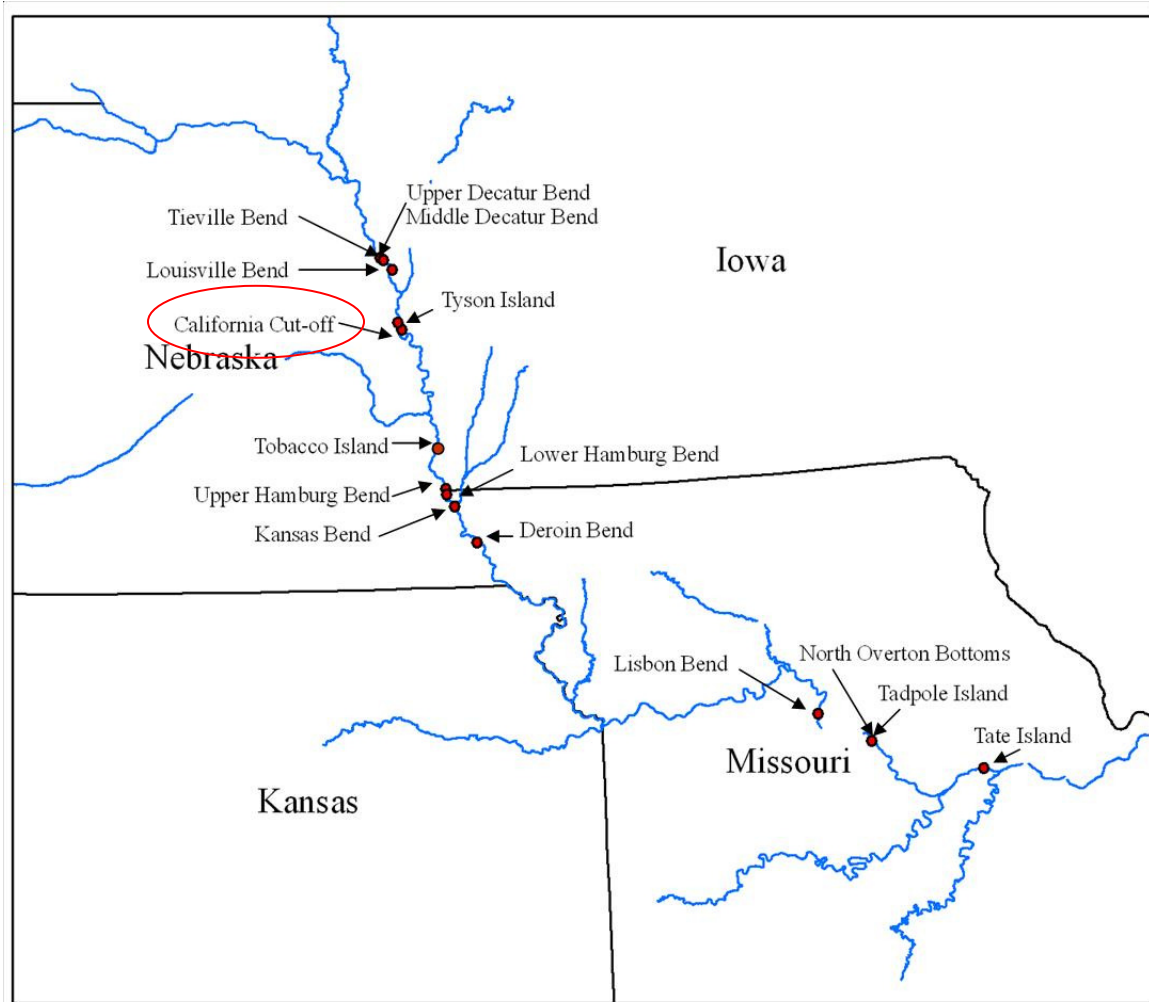 Upper Decatur Bend
Middle Decatur Bend
Tieville Bend
Iowa
Louisville Bend
Tyson Island
California Cut-off
Nebraska
Tobacco Island
Lower Hamburg Bend
Upper Hamburg Bend
Kansas Bend
Deroin Bend
North Overton Bottoms
Lisbon Bend
Tadpole Island
Tate Island
Missouri
Kansas